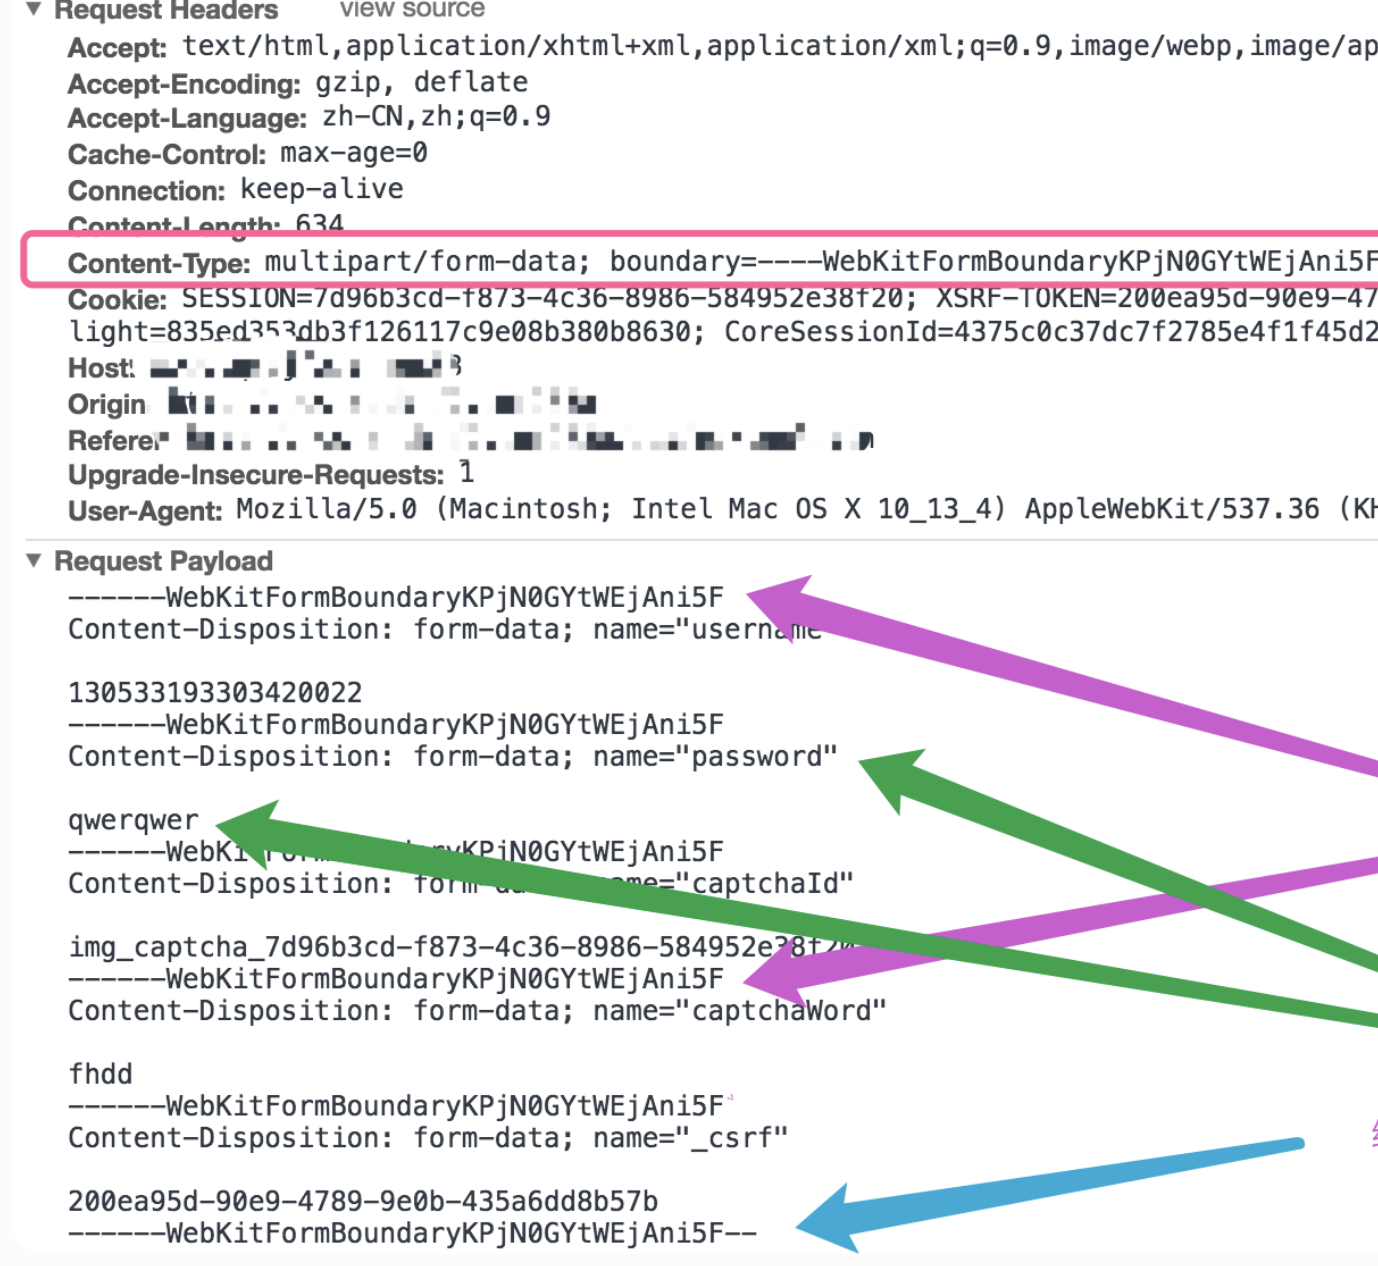 Request Headers view source
Accept: text/html,application/xhtml+xml,application/xml;q=0.9,image/webp,image/ap
Accept-Encoding: gzip, deflate
Accept-Language: zh-CN,zh;q=0.9
Cache-Control: max-age=0
Connection: keep-alive
Content-Length: 634
Content-Type: multipart/form-data; boundary=----WebKitFormBoundaryKPjN0GYtWEjAni5F
Cookie: SESSION=7d96b3cd-f873-4c36-8986-584952e38f20; XSRF-TOKEN=200ea95d-90e9-47
light=835ed353db3f126117c9e08b380b8630; CoreSessionId=4375c0c37dc7f2785e4f1f45d2
Host:
Origin
Referer
Upgrade-Insecure-Requests: 1
User-Agent: Mozilla/5.0 (Macintosh; Intel Mac OS X 10_13_4) AppleWebKit/537.36 (KH
Request Payload
------WebKitFormBoundaryKPjN0GYtWEjAni5F
Content-Disposition: form-data; name="username
130533193303420022
------WebKitFormBoundaryKPjN0GYtWEjAni5F
Content-Disposition: form-data; name="password"
qwerqwer
------WebKitFormBoundaryKPjN0GYtWEjAni5F
Content-Disposition: form-data; name="captchaId"
img_captcha_7d96b3cd-f873-4c36-8986-584952e38f20
------WebKitFormBoundaryKPjN0GYtWEjAni5F
Content-Disposition: form-data; name="captchaWord"
fhdd
------WebKitFormBoundaryKPjN0GYtWEjAni5F
Content-Disposition: form-data; name="_csrf"
200ea95d-90e9-4789-9e0b-435a6dd8b57b
------WebKitFormBoundaryKPjN0GYtWEjAni5F--